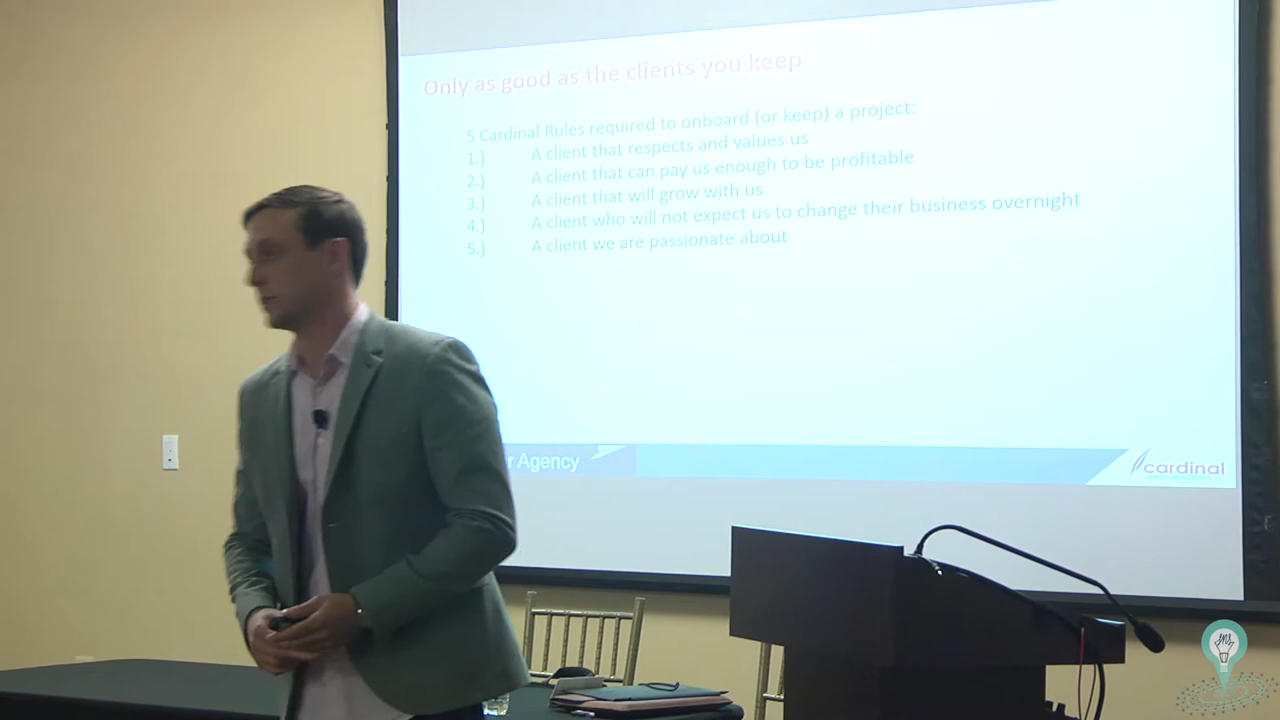 Only as good as the clients you keep
5 Cardinal Rules required to onboard (or keep) a project:
1.) A client that respects and values us
2.) A client that can pay us enough to be profitable
3.) A client that will grow with us
4.) A client who will not expect us to change their business overnight
5.) A client we are passionate about
r Agency
cardinal